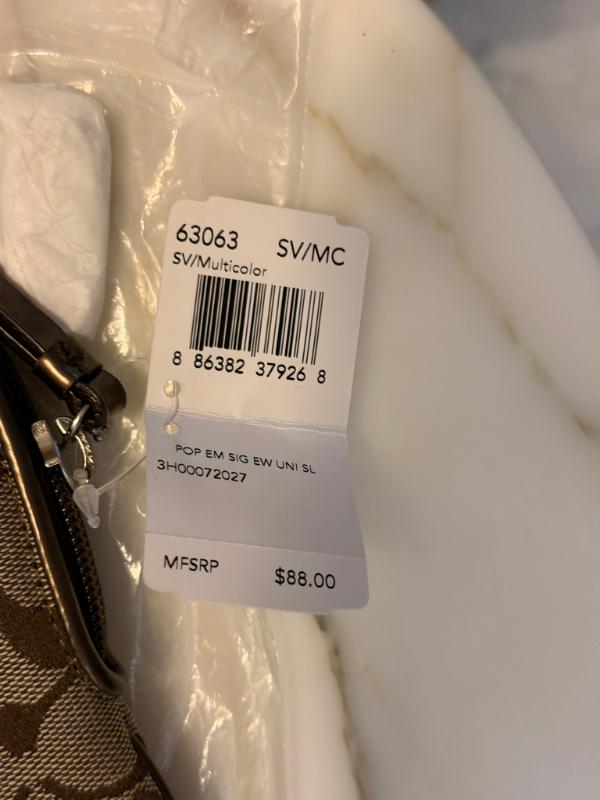 63063 SV/MC
SV/Multicolor
8 86382 37926 8
POP EM SIG EW UNI SL
3H00072027
MFSRP $88.00